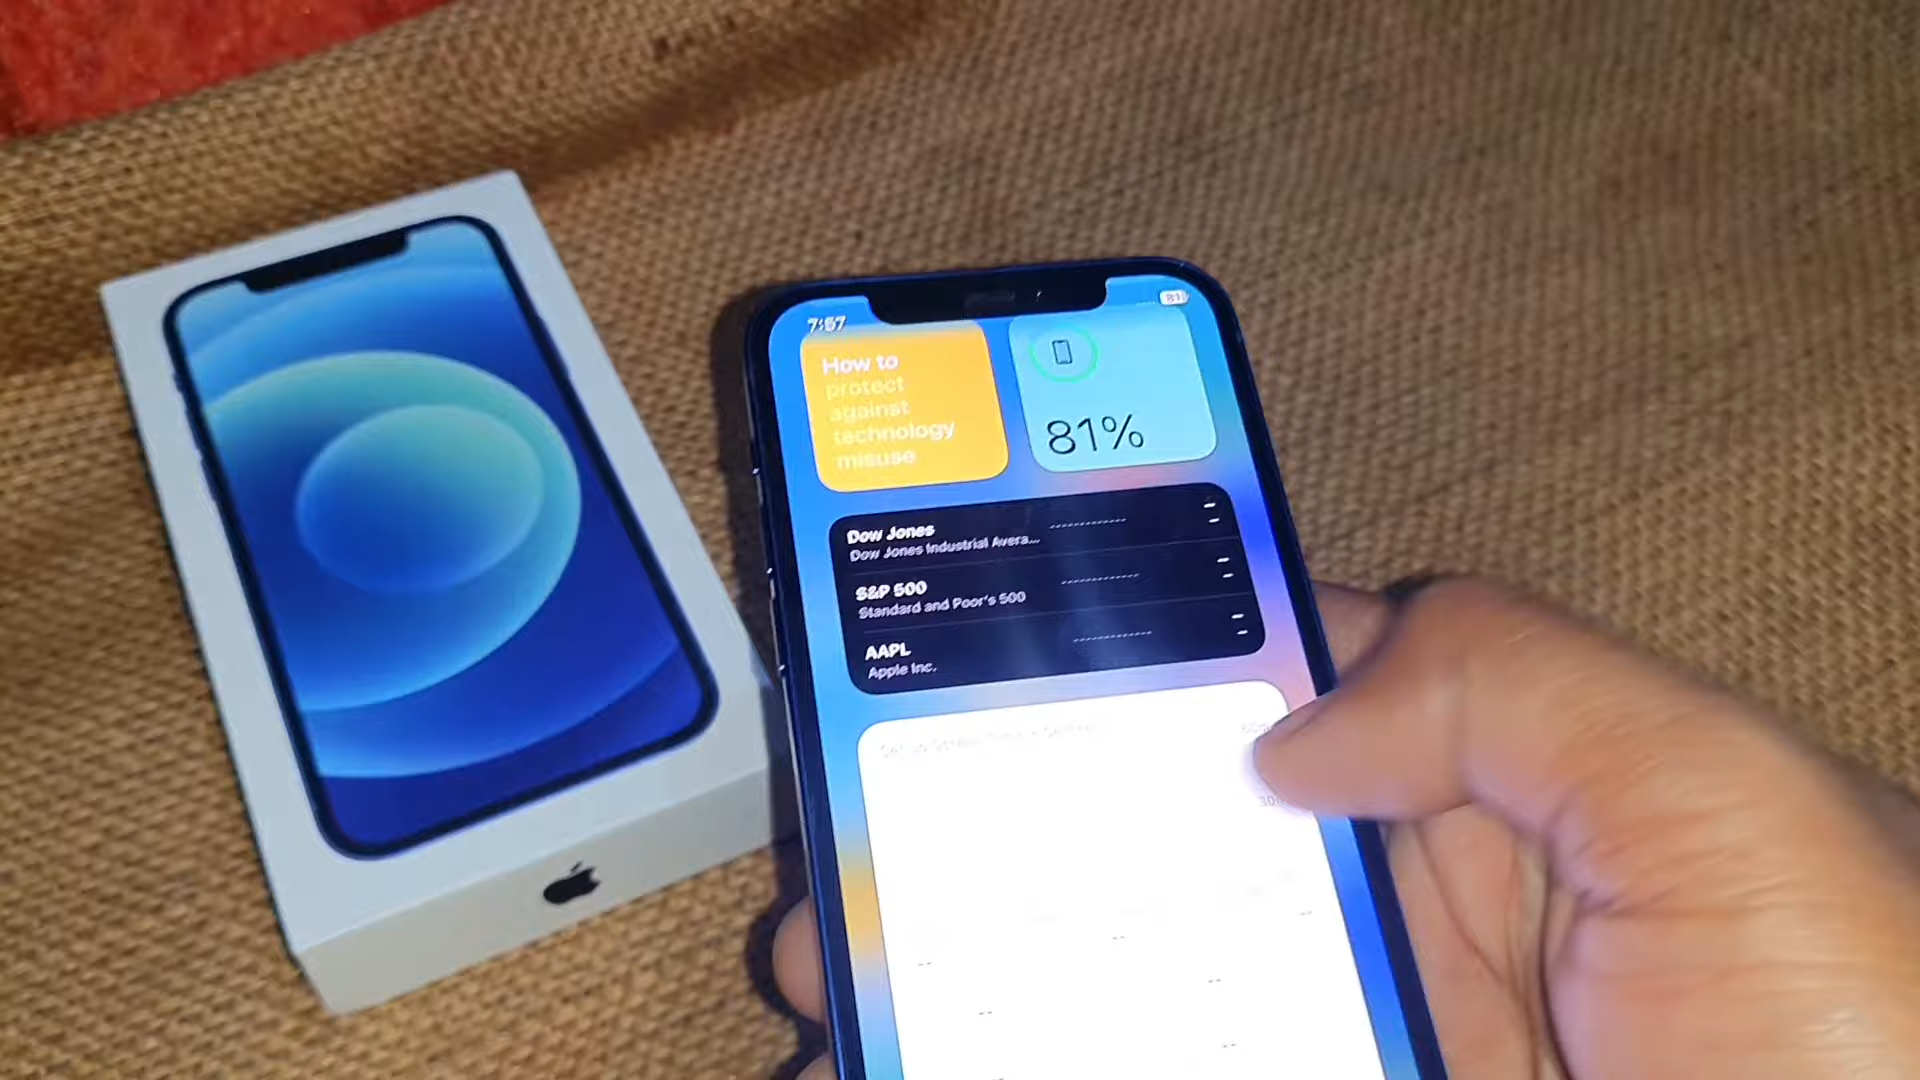 7:57
81
How to
protect
against
technology
misuse
81%
Dow Jones
Dow Jones Industrial Avera...
S&P 500
Standard and Poor's 500
AAPL
Apple Inc.